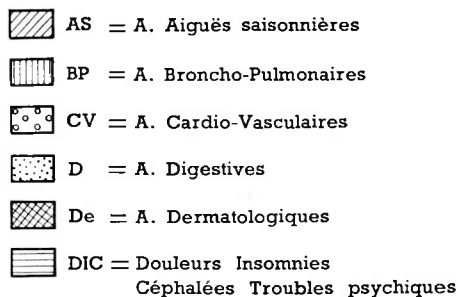 AS = A. Aiguës saisonnières
BP = A. Broncho-Pulmonaires
CV = A. Cardio-Vasculaires
D = A. Digestives
De = A. Dermatologiques
DIC = Douleurs Insomnies
Céphalées Troubles psychiques